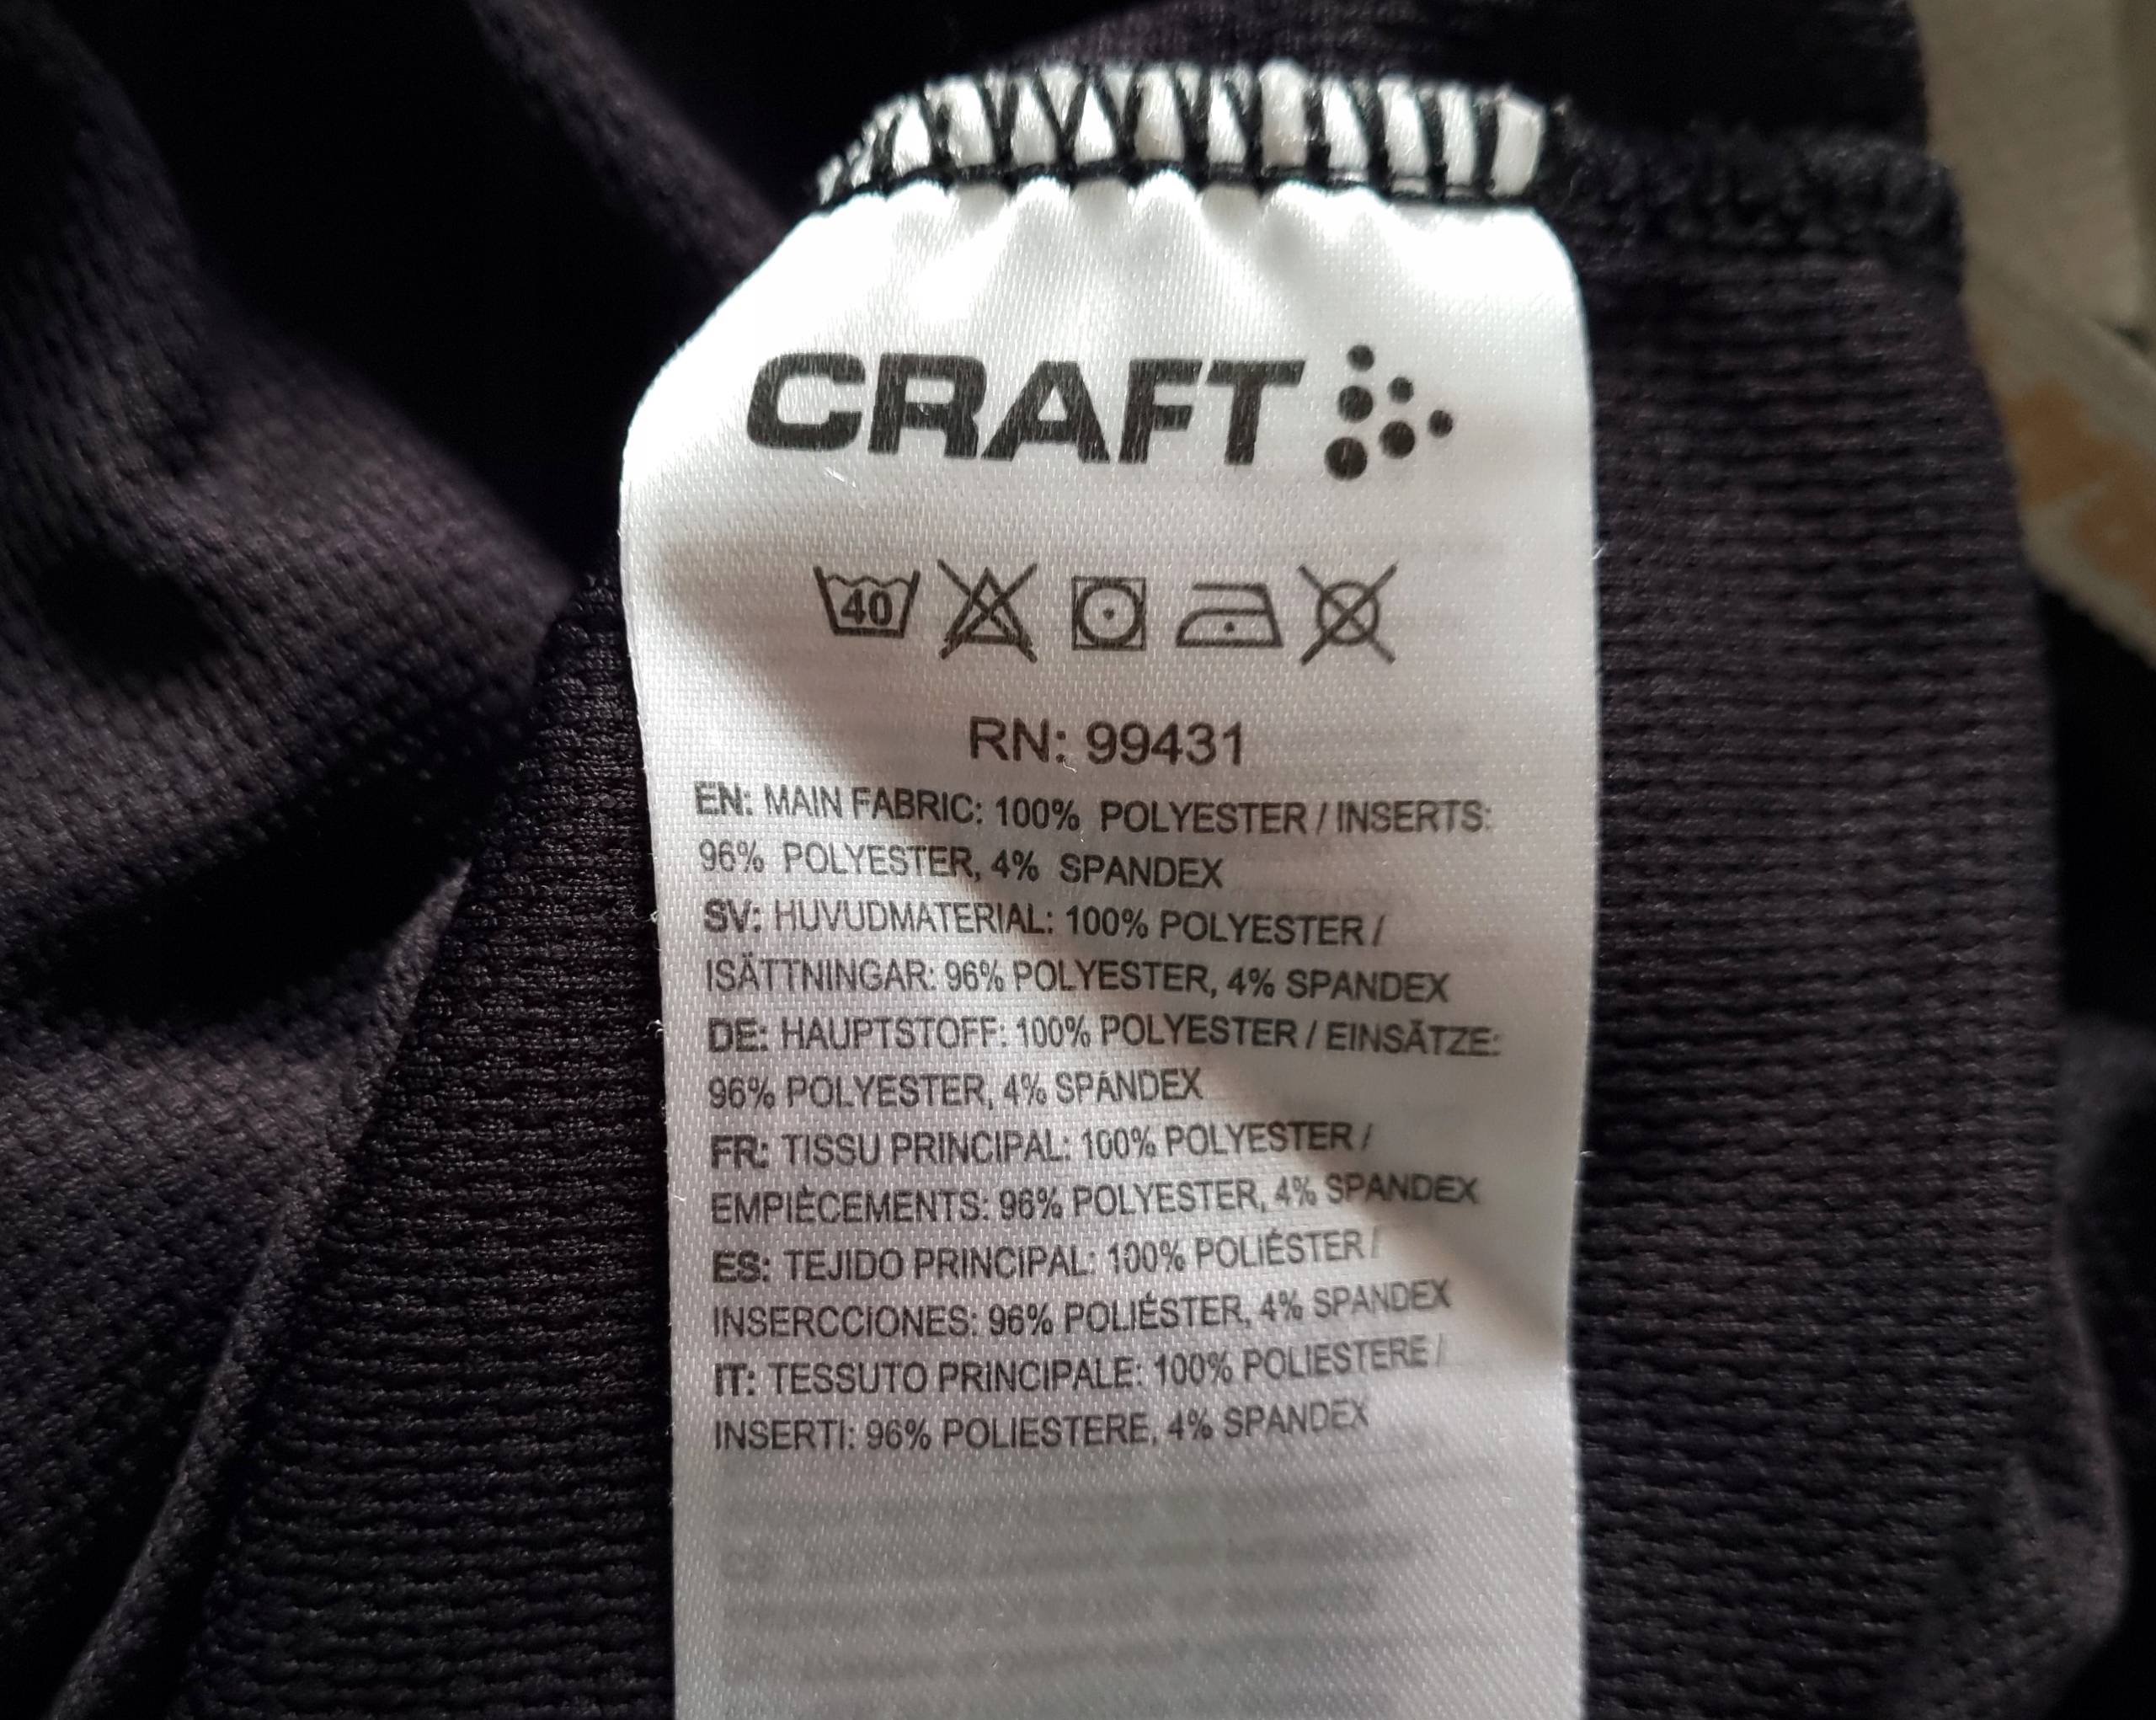 CRAFT
40
RN: 99431
EN: MAIN FABRIC: 100% POLYESTER / INSERTS:
96% POLYESTER, 4% SPANDEX
SV: HUVUDMATERIAL: 100% POLYESTER /
ISÄTTNINGAR: 96% POLYESTER, 4% SPANDEX
DE: HAUPTSTOFF: 100% POLYESTER / EINSÄTZE:
96% POLYESTER, 4% SPANDEX
FR: TISSU PRINCIPAL: 100% POLYESTER /
EMPIÈCEMENTS: 96% POLYESTER, 4% SPANDEX
ES: TEJIDO PRINCIPAL: 100% POLIÉSTER /
INSERCCIONES: 96% POLIÉSTER, 4% SPANDEX
IT: TESSUTO PRINCIPALE: 100% POLIESTERE /
INSERTI: 96% POLIESTERE, 4% SPANDEX